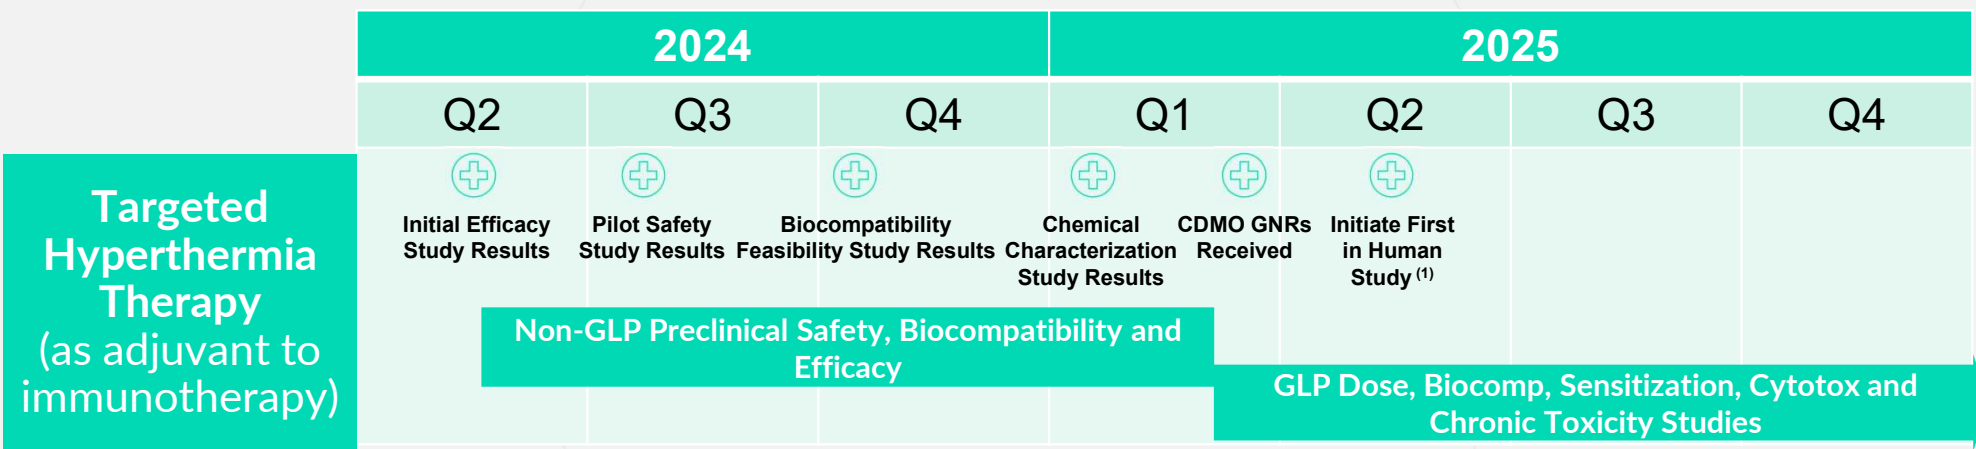 2024
2025
Q2
Q3
Q4
Q1
Q2
Q3
Q4
Targeted
Hyperthermia
Therapy
(as adjuvant to
immunotherapy)
Initial Efficacy
Study Results
Pilot Safety
Study Results
Biocompatibility
Feasibility Study Results
Chemical
Characterization
Study Results
CDMO GNRs
Received
Initiate First
in Human
Study (1)
Non-GLP Preclinical Safety, Biocompatibility and
Efficacy
GLP Dose, Biocomp, Sensitization, Cytotox and
Chronic Toxicity Studies